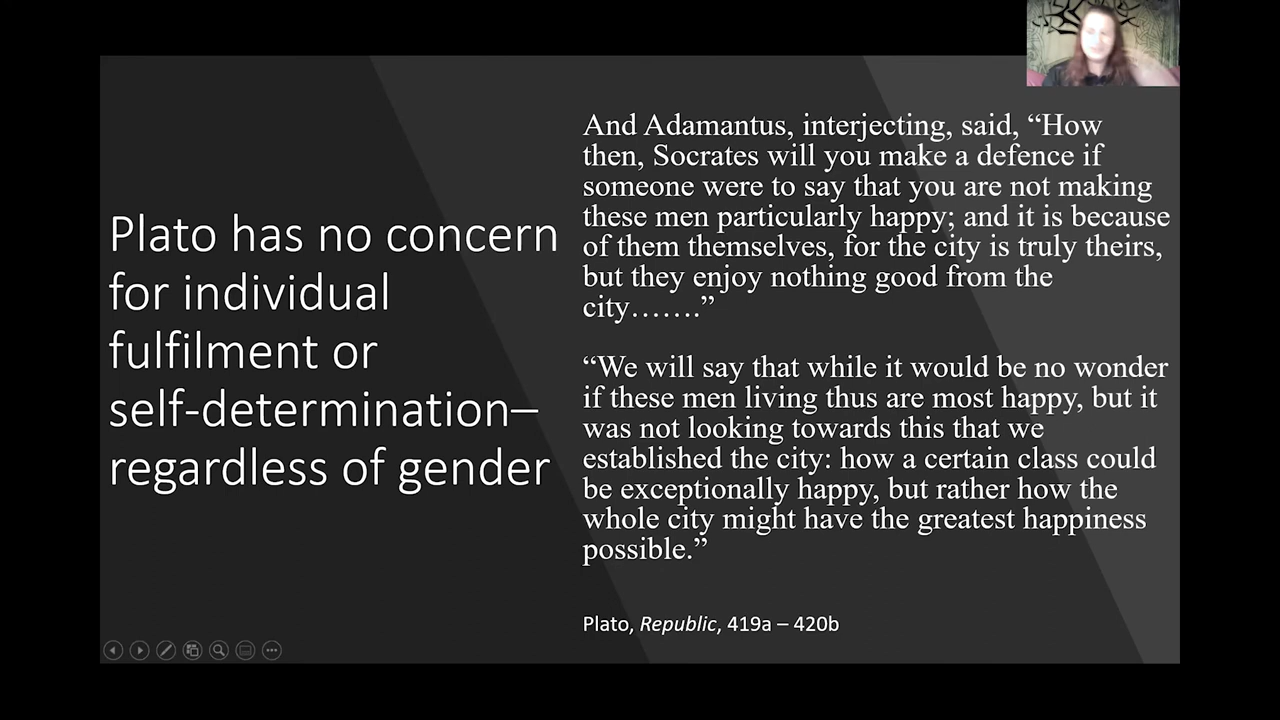 Plato has no concern
for individual
fulfilment or
self-determination–
regardless of gender
And Adamantus, interjecting, said, “How
then, Socrates will you make a defence if
someone were to say that you are not making
these men particularly happy; and it is because
of them themselves, for the city is truly theirs,
but they enjoy nothing good from the
city…….”
“We will say that while it would be no wonder
if these men living thus are most happy, but it
was not looking towards this that we
established the city: how a certain class could
be exceptionally happy, but rather how the
whole city might have the greatest happiness
possible.”
Plato, Republic, 419a – 420b